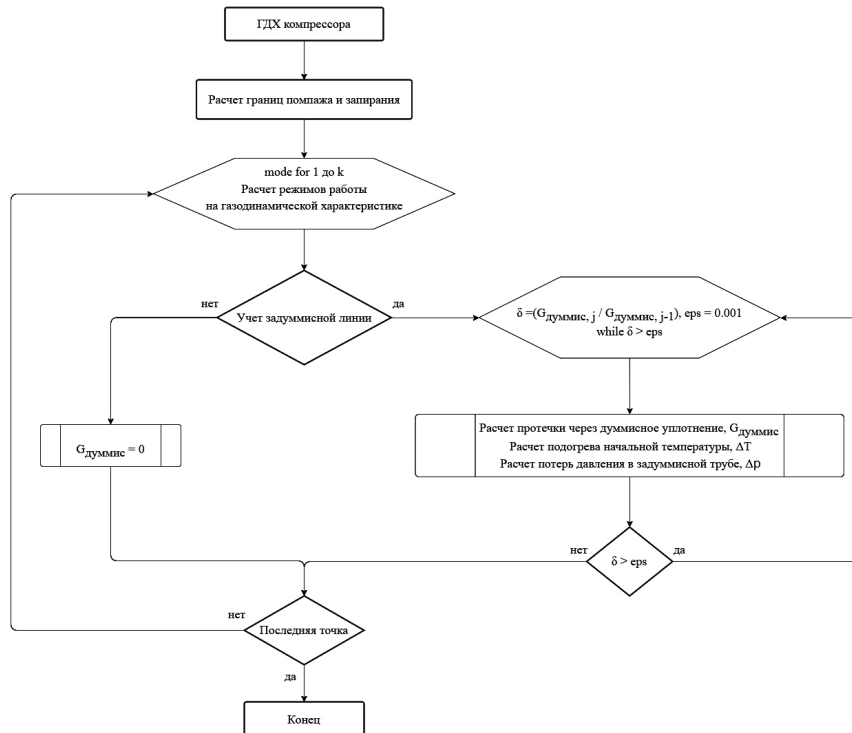 ГДХ компрессора
Расчет границ помпажа и запирания
mode for 1 до k
Расчет режимов работы
на газодинамической характеристике
нет
Учет задуммисной линии
да
δ =(Gдуммис, j / Gдуммис, j-1), eps = 0.001
while δ > eps
Gдуммис = 0
Расчет протечки через думмисное уплотнение, Gдуммис
Расчет подогрева начальной температуры, ΔT
Расчет потерь давления в задуммисной трубе, Δp
нет
δ > eps
да
нет
Последняя точка
да
Конец